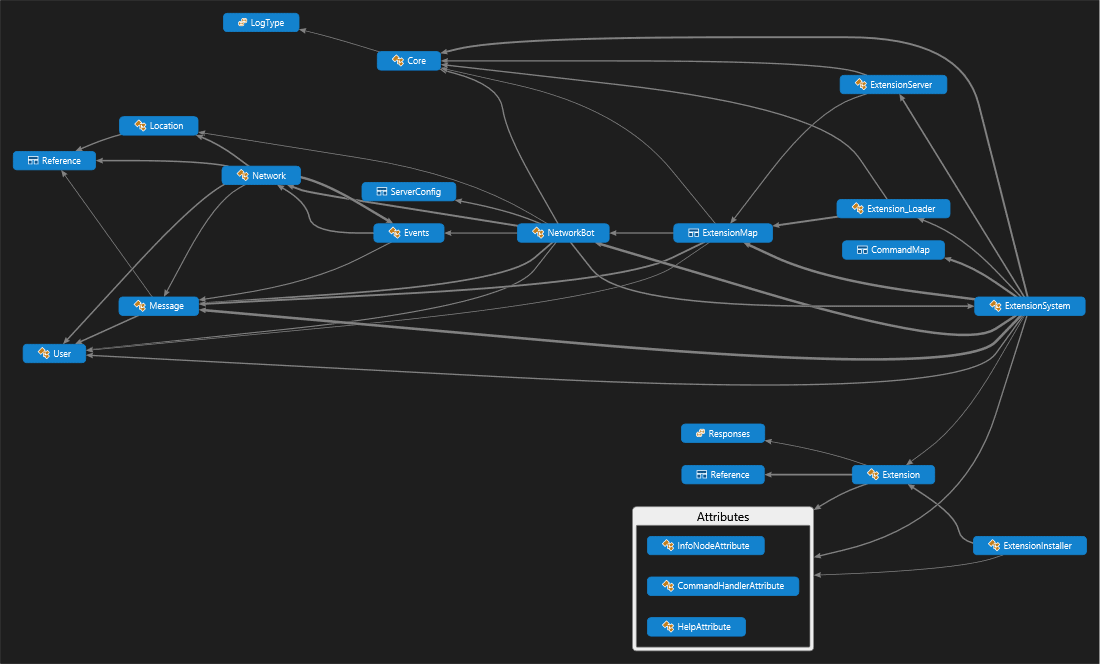 LogType
Core
ExtensionServer
Location
Reference
Network
ServerConfig
Extension_Loader
Events
NetworkBot
ExtensionMap
CommandMap
Message
ExtensionSystem
User
Responses
Reference
Extension
Attributes
InfoNodeAttribute
ExtensionInstaller
CommandHandlerAttribute
HelpAttribute